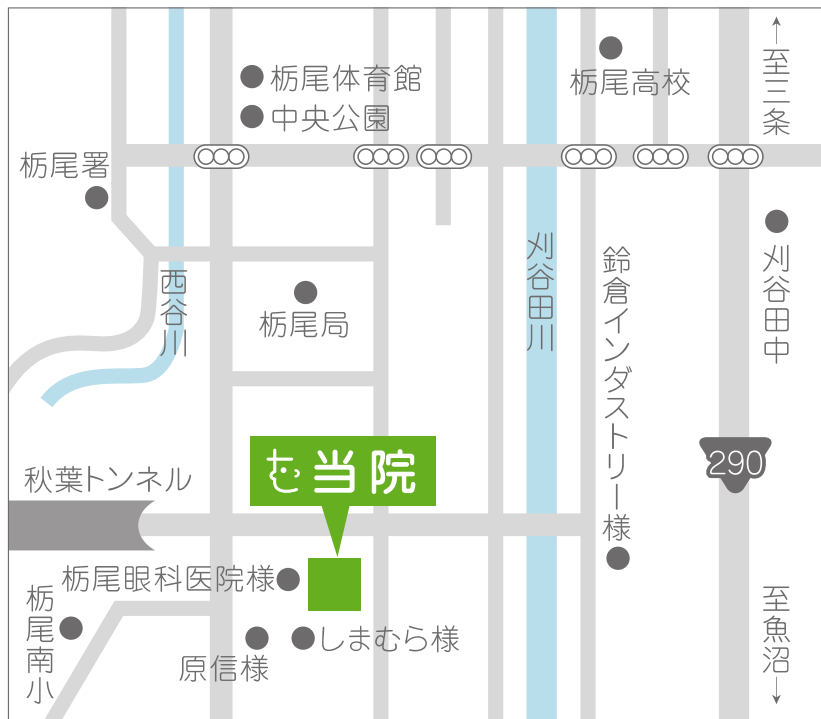 栃尾体育館
中央公園
栃尾高校
至三条
栃尾署
西谷川
栃尾局
刈谷田川
鈴倉インダストリー様
刈谷田中
290
秋葉トンネル
む当院
栃尾眼科医院様
栃尾南小
しまむら様
原信様
至魚沼